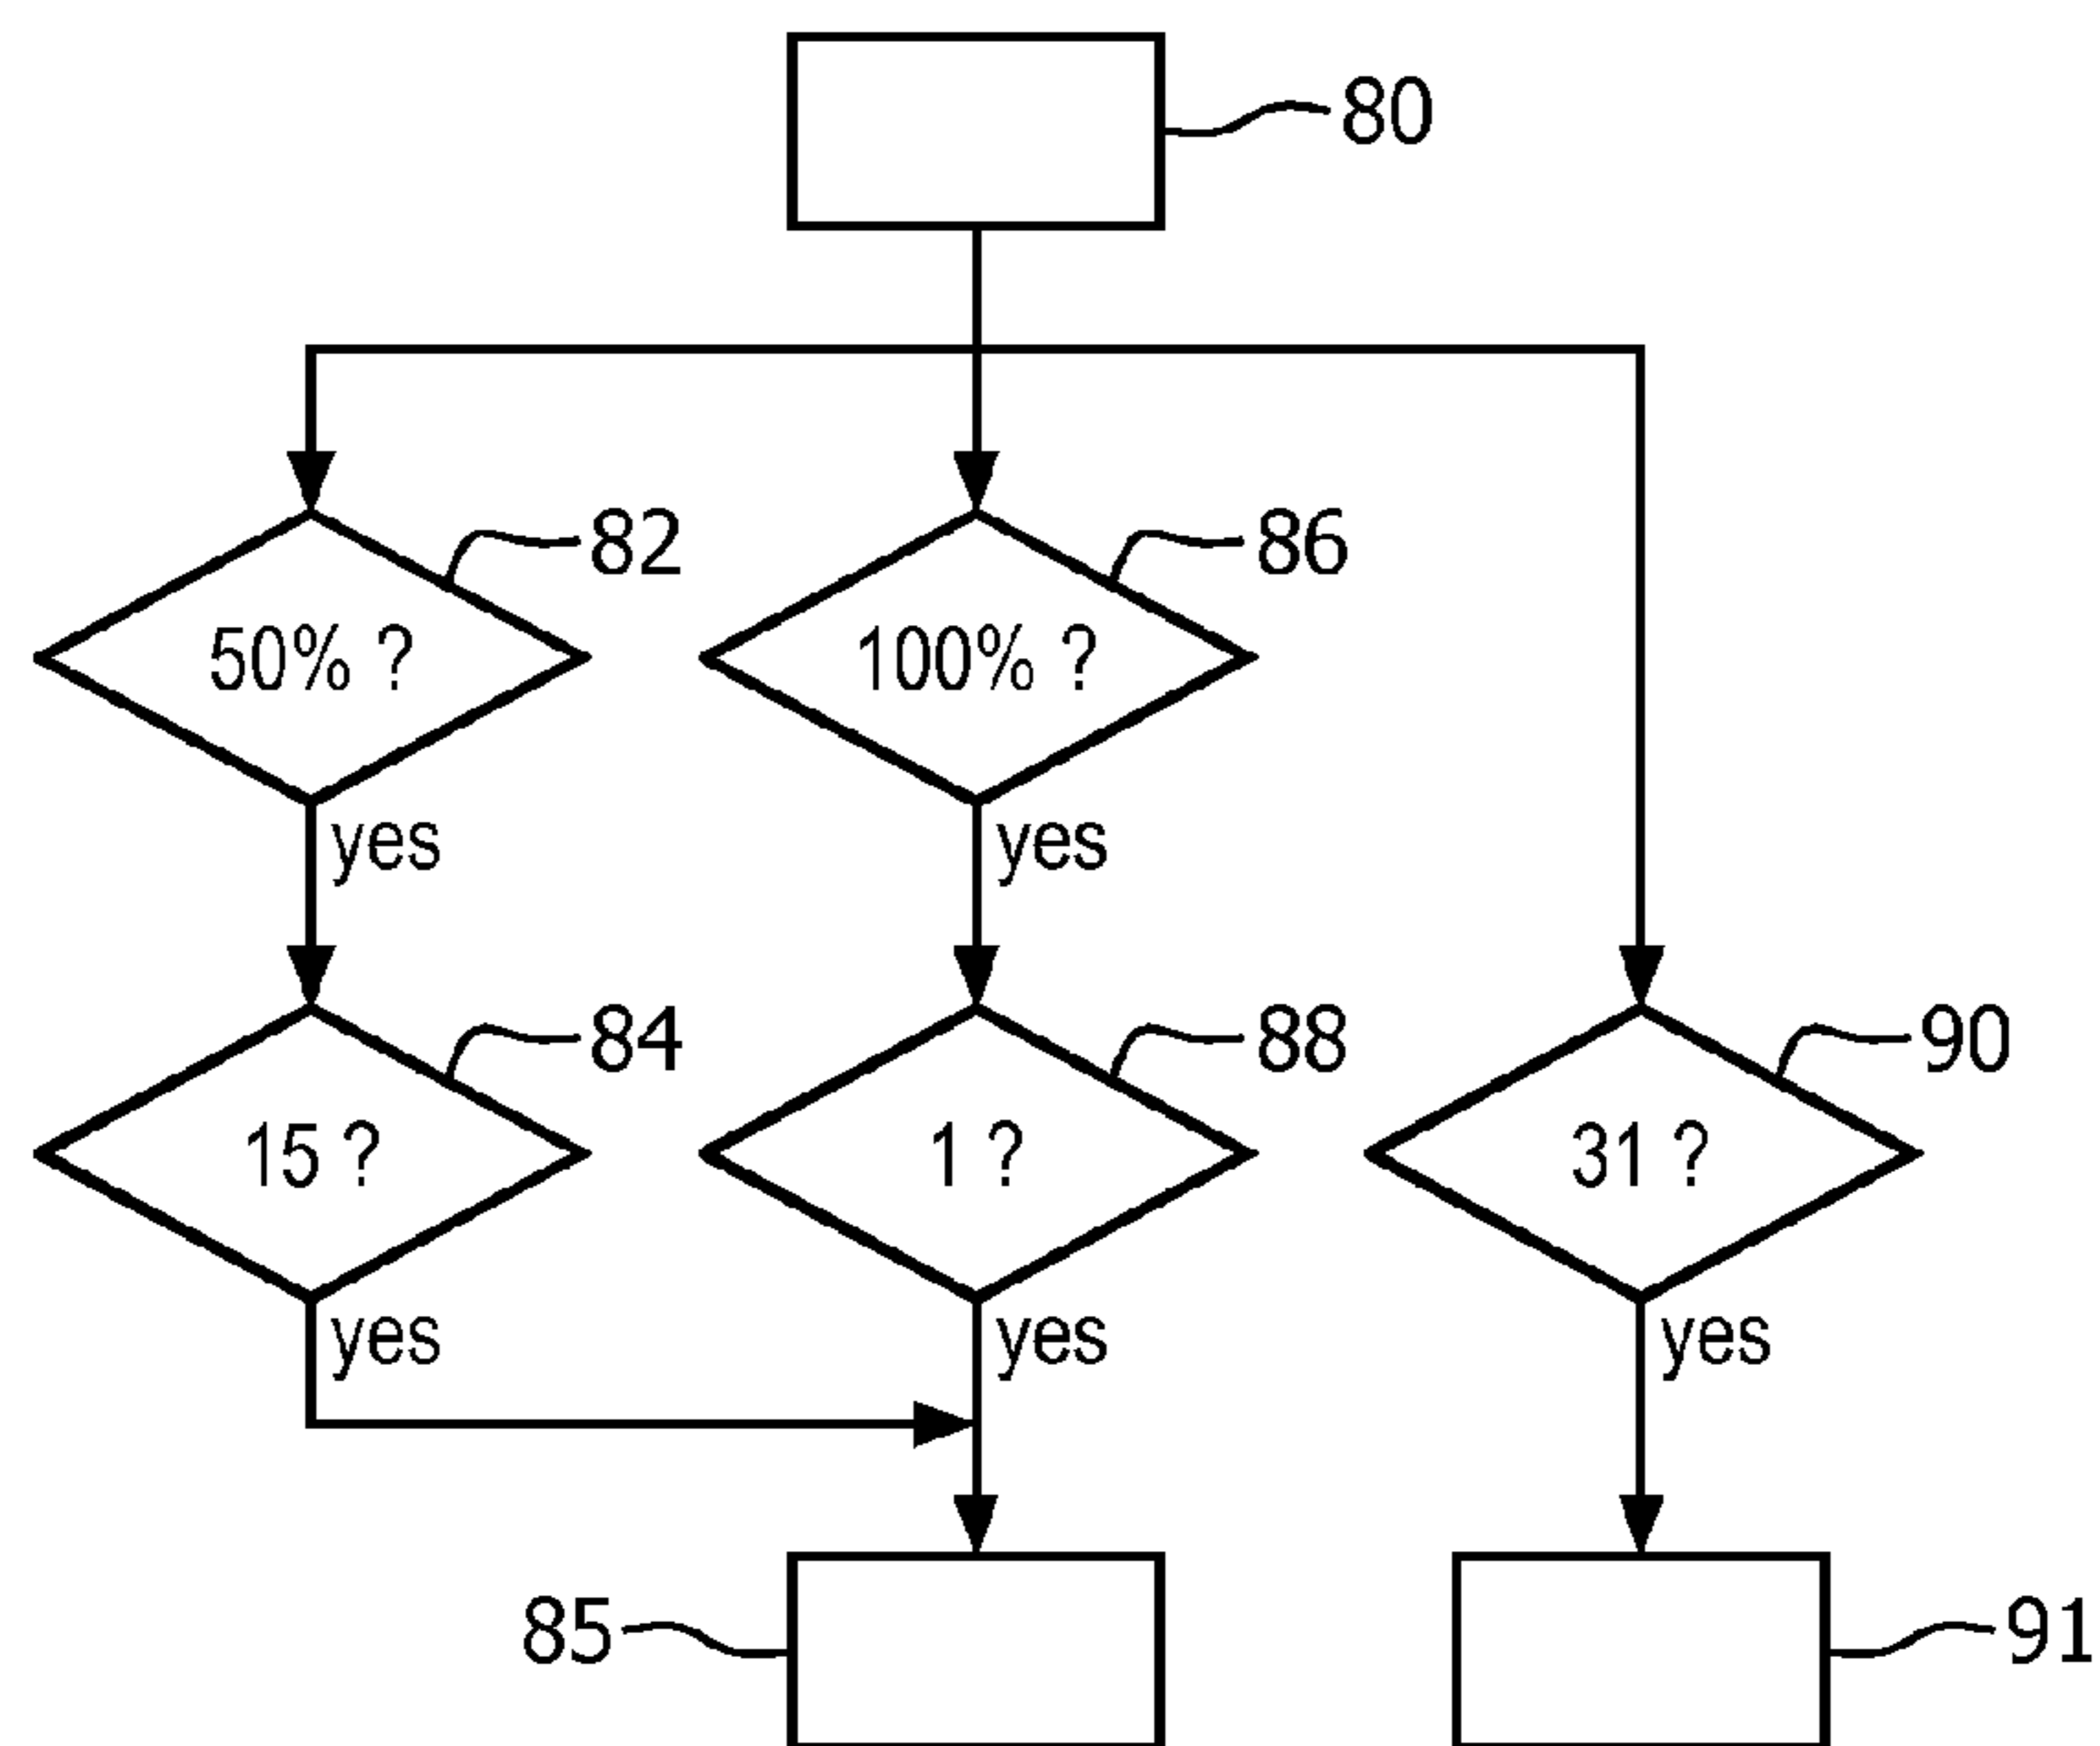 80
82
86
50% ?
100% ?
yes
yes
84
88
90
15 ?
1 ?
31 ?
yes
yes
yes
85
91